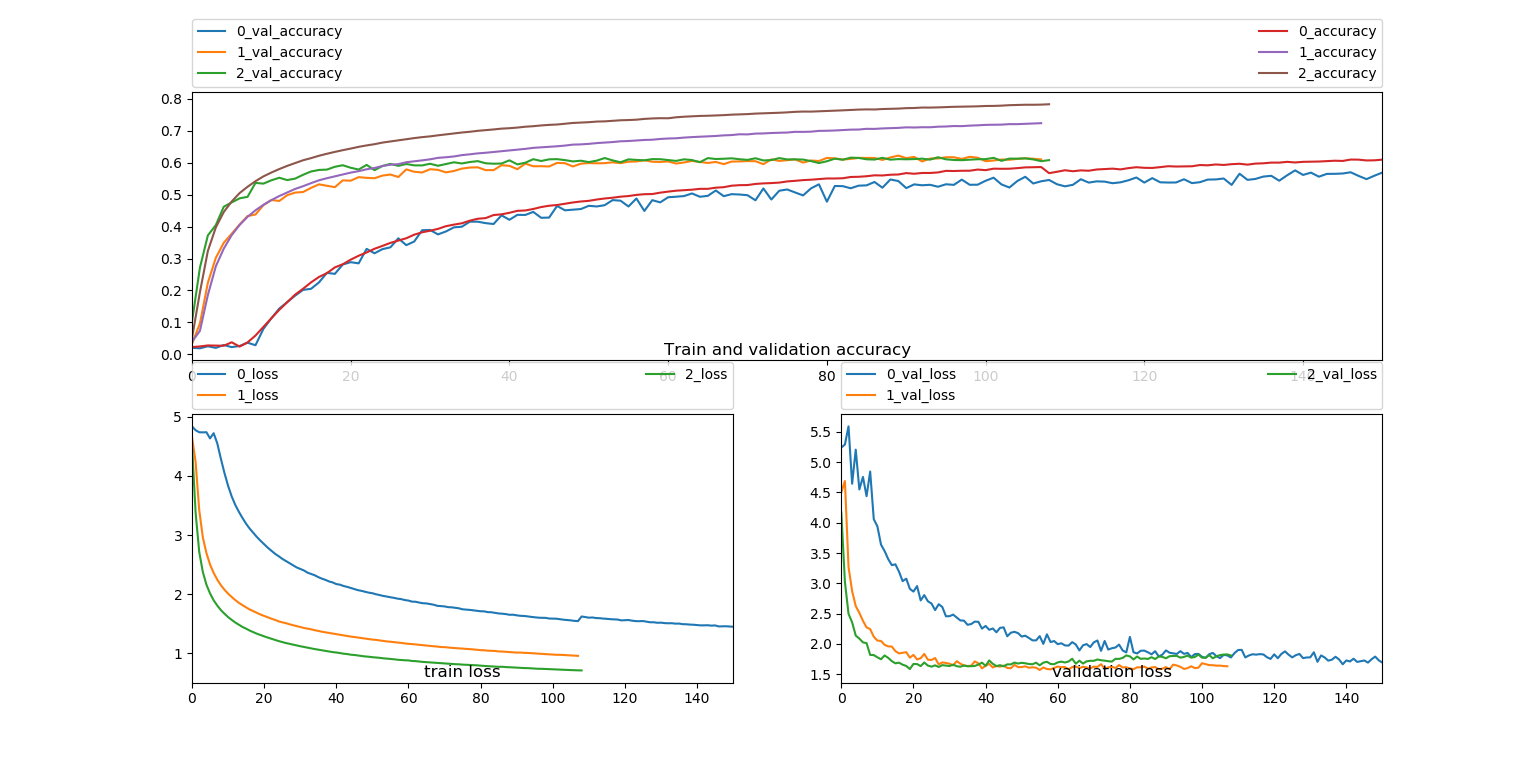 0_val_accuracy 0_accuracy
1_val_accuracy 1_accuracy
2_val_accuracy 2_accuracy
0.8
0.7
0.6
0.5
0.4
0.3
0.2
0.1
0.0
Train and validation accuracy
0 20 40 60 80 100 120 140
0_loss 2_loss 0_val_loss 2_val_loss
1_loss 1_val_loss
5
4
3
2
1
train loss
0 20 40 60 80 100 120 140
5.5
5.0
4.5
4.0
3.5
3.0
2.5
2.0
1.5
validation loss
0 20 40 60 80 100 120 140